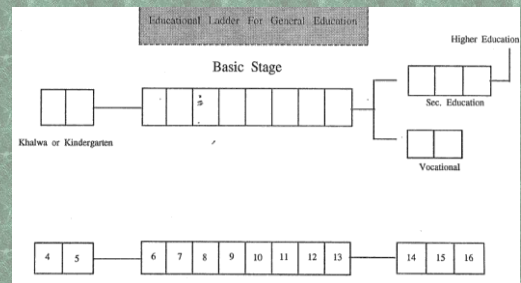 Educational Ladder For General Education
Higher Education
Basic Stage
Sec. Education
Khalwa or Kindergarten
Vocational
4 5 6 7 8 9 10 11 12 13 14 15 16